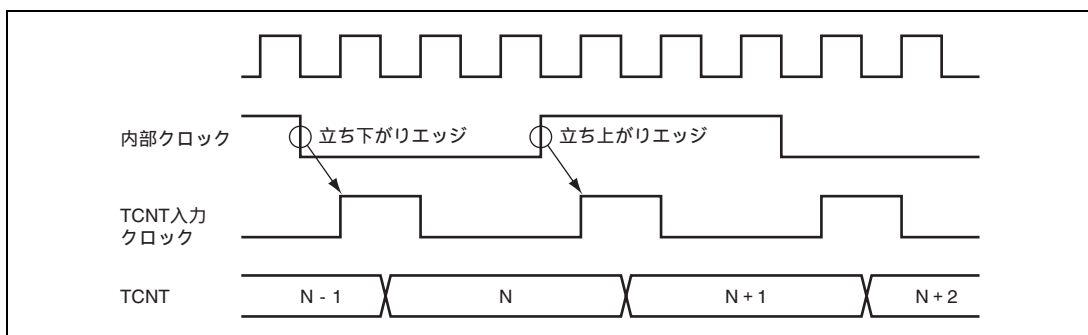 内部クロック
立ち下がりエッジ
立ち上がりエッジ
TCNT入力
クロック
TCNT
N - 1
N
N + 1
N + 2